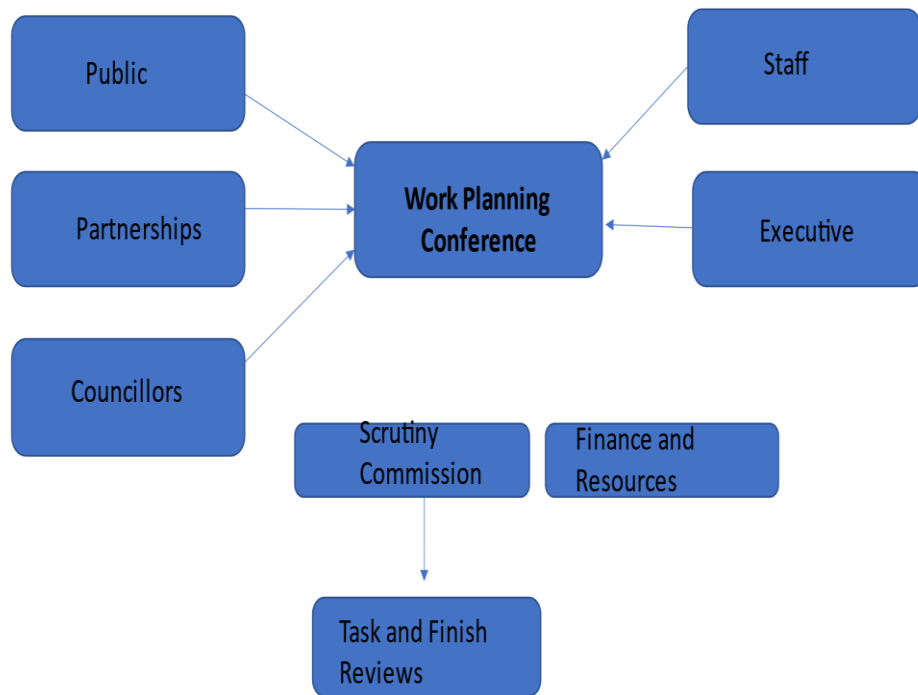 Public
Staff
Work Planning
Conference
Partnerships
Executive
Councillors
Scrutiny
Commission
Finance and
Resources
Task and Finish
Reviews